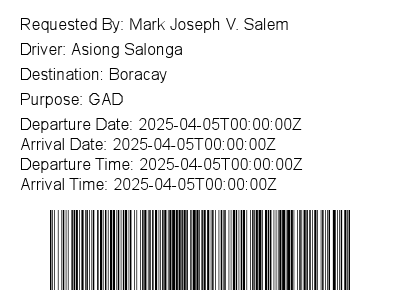 Requested By: Mark Joseph V. Salem
Driver: Asiong Salonga
Destination: Boracay
Purpose: GAD
Departure Date: 2025-04-05T00:00:00Z
Arrival Date: 2025-04-05T00:00:00Z
Departure Time: 2025-04-05T00:00:00Z
Arrival Time: 2025-04-05T00:00:00Z